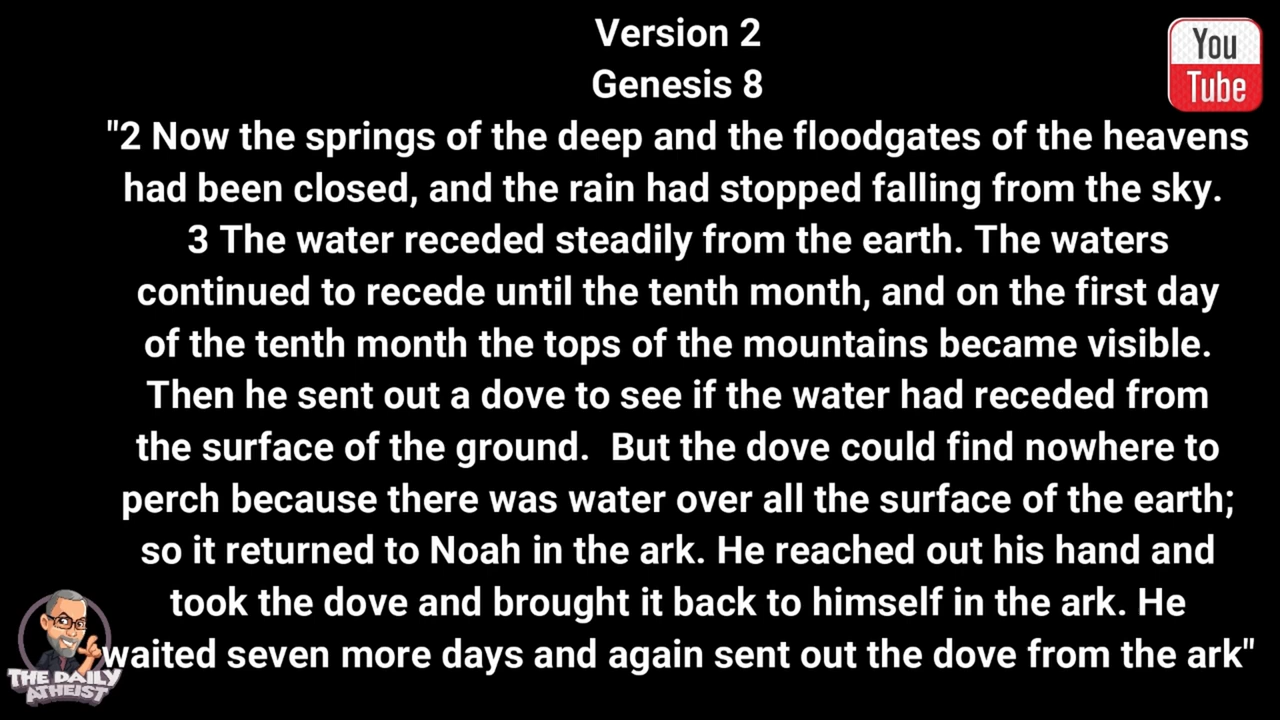 Version 2
Genesis 8
"2 Now the springs of the deep and the floodgates of the heavens
had been closed, and the rain had stopped falling from the sky.
3 The water receded steadily from the earth. The waters
continued to recede until the tenth month, and on the first day
of the tenth month the tops of the mountains became visible.
Then he sent out a dove to see if the water had receded from
the surface of the ground.  But the dove could find nowhere to
perch because there was water over all the surface of the earth;
so it returned to Noah in the ark. He reached out his hand and
took the dove and brought it back to himself in the ark. He
waited seven more days and again sent out the dove from the ark"
You
Tube
THE DAILY
ATHEIST